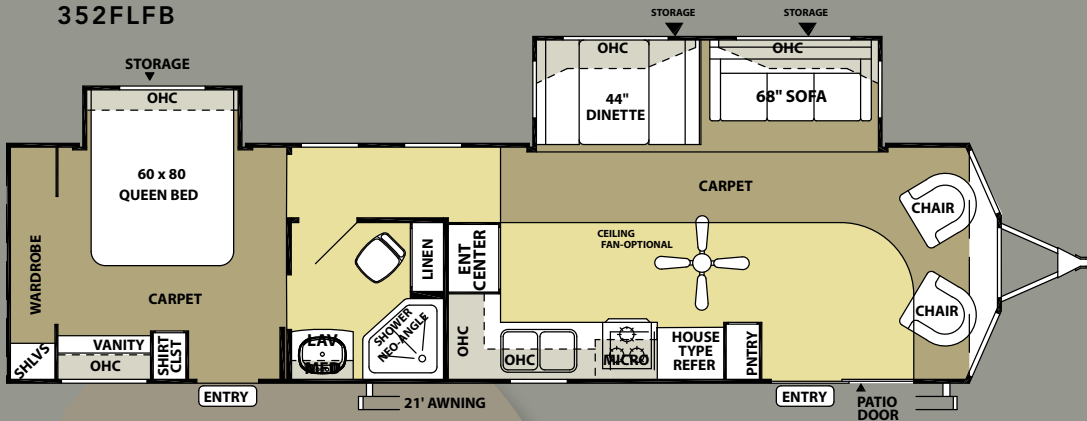 352FLFB
STORAGE
STORAGE
STORAGE
OHC
OHC
OHC
44"
DINETTE
68" SOFA
60 x 80
QUEEN BED
CARPET
CHAIR
CEILING
FAN-OPTIONAL
WARDROBE
LINEN
ENT
CENTER
CARPET
CHAIR
SHOWER
NEO-ANGLE
OHC
SHLVS
VANITY
OHC
SHIRT
CLST
LAV
MED
OHC
MICRO
HOUSE
TYPE
REFER
PNTRY
ENTRY
21' AWNING
ENTRY
PATIO
DOOR